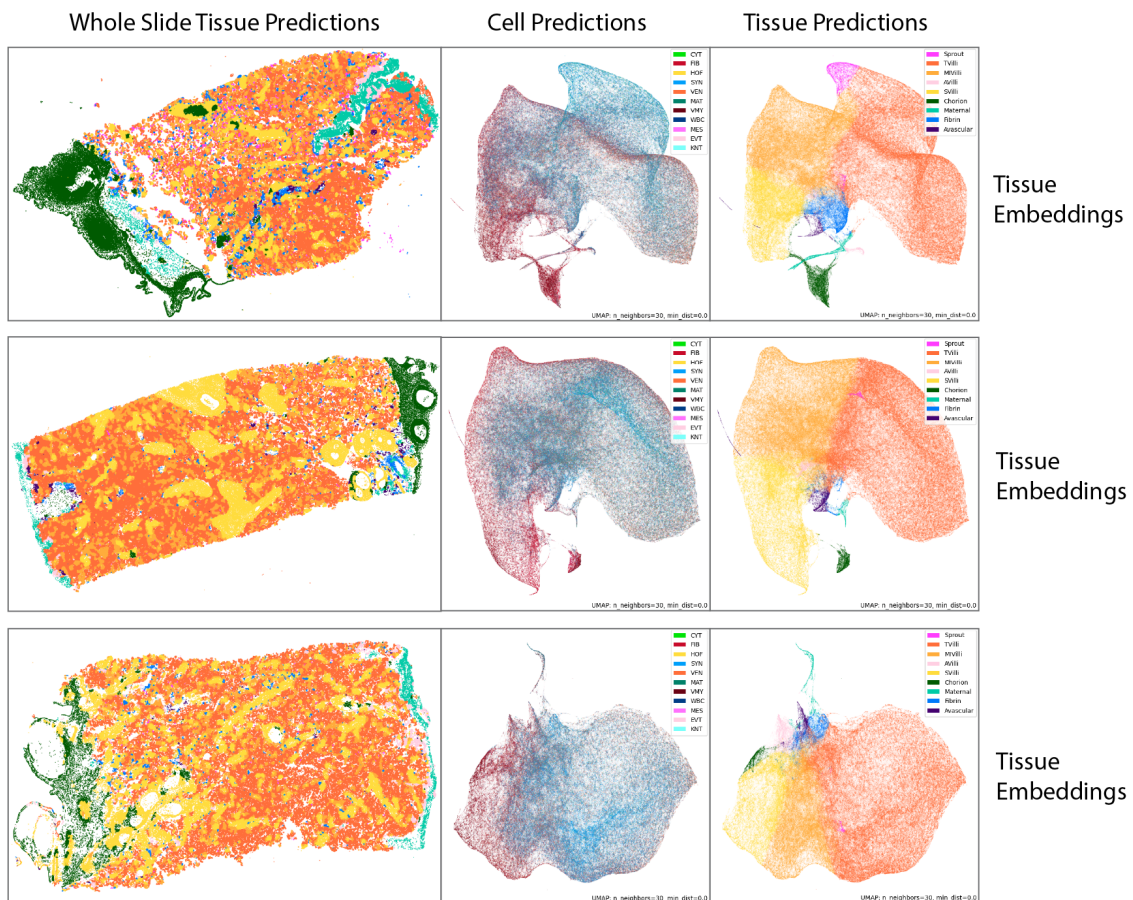 Whole Slide Tissue Predictions
Cell Predictions
Tissue Predictions
CYT
FIB
HOF
SYN
VEN
MAT
VMY
WBC
MES
EVT
KNT
UMAP: n_neighbors=30, min_dist=0.0
Sprout
TVilli
MIVilli
AVilli
SVilli
Chorion
Maternal
Fibrin
Avascular
UMAP: n_neighbors=30, min_dist=0.0
Tissue
Embeddings
CYT
FIB
HOF
SYN
VEN
MAT
VMY
WBC
MES
EVT
KNT
UMAP: n_neighbors=30, min_dist=0.0
Sprout
TVilli
MIVilli
AVilli
SVilli
Chorion
Maternal
Fibrin
Avascular
UMAP: n_neighbors=30, min_dist=0.0
Tissue
Embeddings
CYT
FIB
HOF
SYN
VEN
MAT
VMY
WBC
MES
EVT
KNT
UMAP: n_neighbors=30, min_dist=0.0
Sprout
TVilli
MIVilli
AVilli
SVilli
Chorion
Maternal
Fibrin
Avascular
UMAP: n_neighbors=30, min_dist=0.0
Tissue
Embeddings